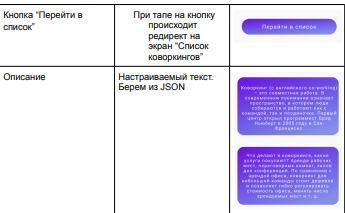 Кнопка "Перейти в
список"
При тапе на кнопку
происходит
редирект на
экран "Список
коворкингов"
Перейти в список
Описание
Настраиваемый текст.
Берем из JSON
Коворкинг (с английского co-working)
- это совместная работа. В
современном понимании означает
пространство, в котором люди
собираются и работают как с
командой, так и поодиночке. Первый
центр открыл программист Брэд
Ньюберг в 2005 году в Сан-
Франциско.
Что делают в коворкинге, какие
услуги покупают? Аренда рабочих
мест, переговорных комнат, залов
для конференций. По сравнению с
арендой офиса, коворкинг для
небольшой команды стоит дешевле
и позволяет гибко регулировать
стоимость офиса, менять число
арендуемых мест и т. д.